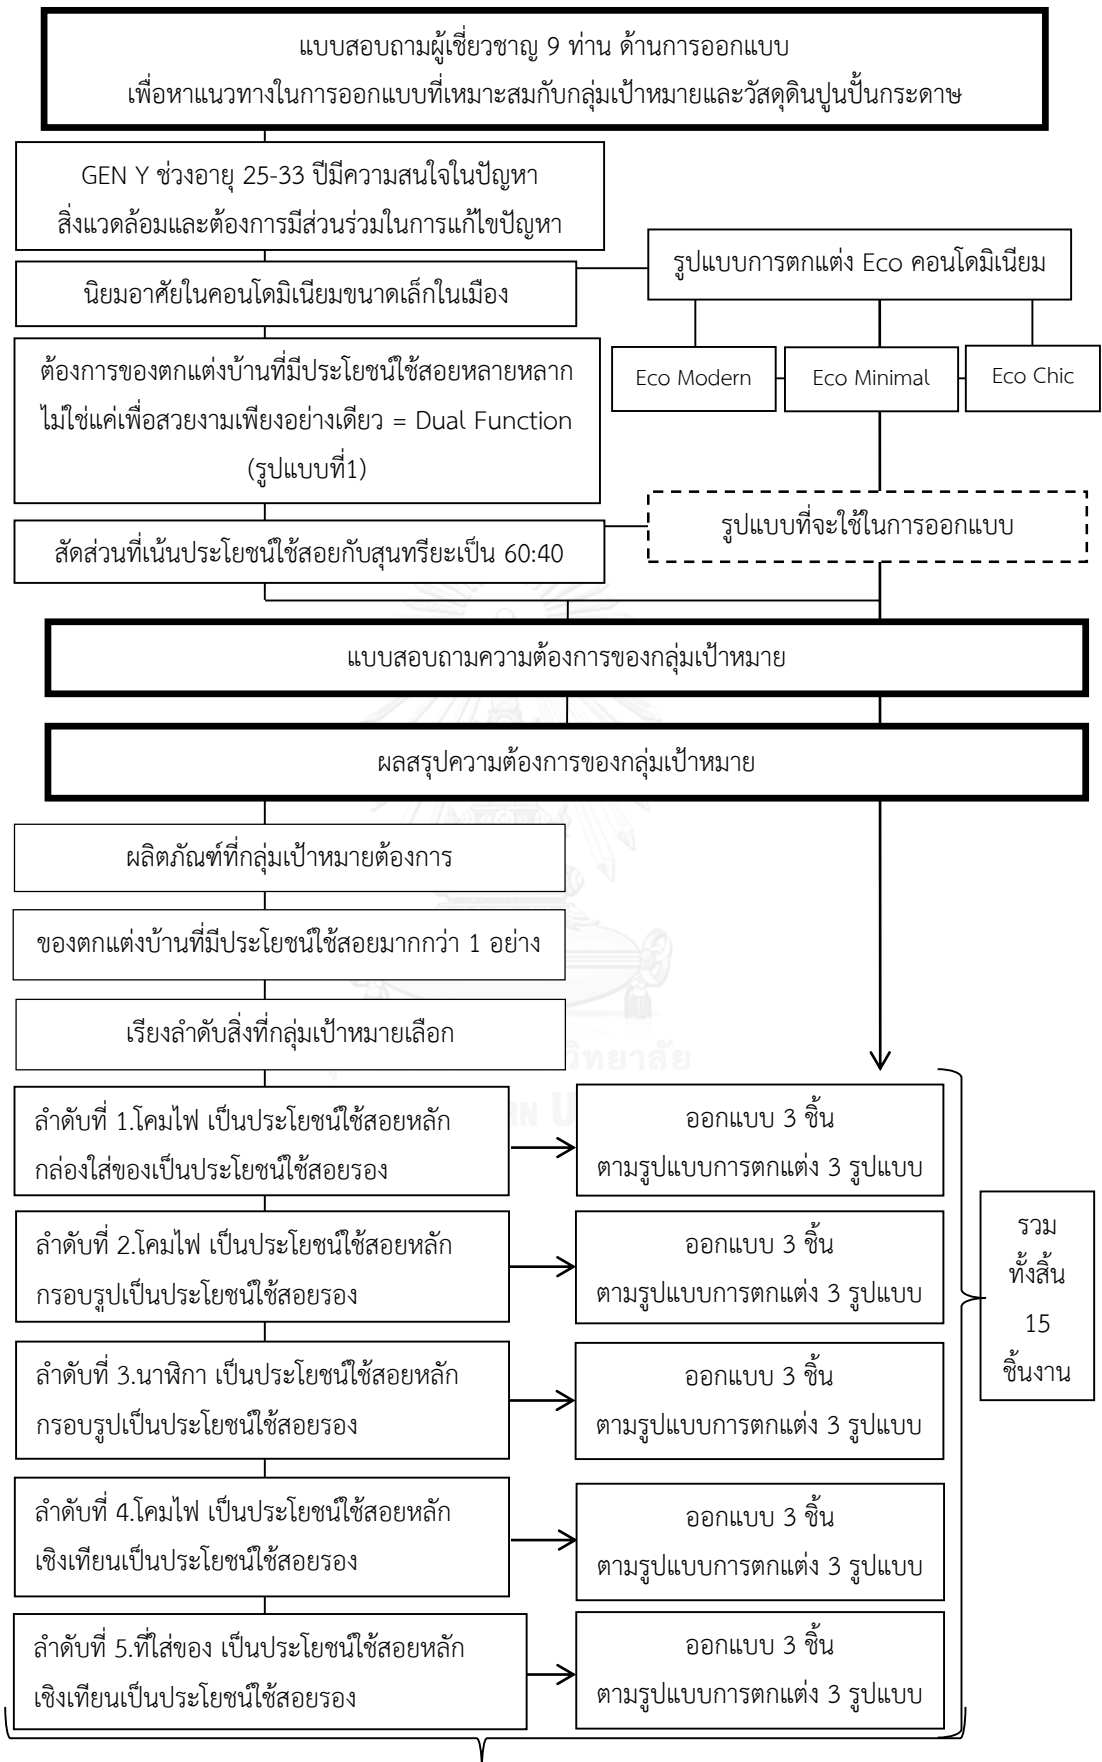 แบบสอบถามผู้เชี่ยวชาญ 9 ท่าน ด้านการออกแบบ
เพื่อหาแนวทางในการออกแบบที่เหมาะสมกับกลุ่มเป้าหมายและวัสดุดินปูนปั้นกระดาษ
GEN Y ช่วงอายุ 25-33 ปีมีความสนใจในปัญหา
สิ่งแวดล้อมและต้องการมีส่วนร่วมในการแก้ไขปัญหา
รูปแบบการตกแต่ง Eco คอนโดมิเนียม
นิยมอาศัยในคอนโดมิเนียมขนาดเล็กในเมือง
Eco Modern
Eco Minimal
Eco Chic
ต้องการของตกแต่งบ้านที่มีประโยชน์ใช้สอยหลายหลาก
ไม่ใช่แค่เพื่อสวยงามเพียงอย่างเดียว = Dual Function
(รูปแบบที่1)
รูปแบบที่จะใช้ในการออกแบบ
สัดส่วนที่เน้นประโยชน์ใช้สอยกับสุนทรียะเป็น 60:40
แบบสอบถามความต้องการของกลุ่มเป้าหมาย
ผลสรุปความต้องการของกลุ่มเป้าหมาย
ผลิตภัณฑ์ที่กลุ่มเป้าหมายต้องการ
ของตกแต่งบ้านที่มีประโยชน์ใช้สอยมากกว่า 1 อย่าง
เรียงลำดับสิ่งที่กลุ่มเป้าหมายเลือก
วิทยาลัย
ลำดับที่ 1.โคมไฟ เป็นประโยชน์ใช้สอยหลัก
กล่องใส่ของเป็นประโยชน์ใช้สอยรอง
ออกแบบ 3 ชิ้น
ตามรูปแบบการตกแต่ง 3 รูปแบบ
ลำดับที่ 2.โคมไฟ เป็นประโยชน์ใช้สอยหลัก
กรอบรูปเป็นประโยชน์ใช้สอยรอง
ออกแบบ 3 ชิ้น
ตามรูปแบบการตกแต่ง 3 รูปแบบ
รวม
ทั้งสิ้น
15
ชิ้นงาน
ลำดับที่ 3.นาฬิกา เป็นประโยชน์ใช้สอยหลัก
กรอบรูปเป็นประโยชน์ใช้สอยรอง
ออกแบบ 3 ชิ้น
ตามรูปแบบการตกแต่ง 3 รูปแบบ
ลำดับที่ 4.โคมไฟ เป็นประโยชน์ใช้สอยหลัก
เชิงเทียนเป็นประโยชน์ใช้สอยรอง
ออกแบบ 3 ชิ้น
ตามรูปแบบการตกแต่ง 3 รูปแบบ
ลำดับที่ 5.ที่ใส่ของ เป็นประโยชน์ใช้สอยหลัก
เชิงเทียนเป็นประโยชน์ใช้สอยรอง
ออกแบบ 3 ชิ้น
ตามรูปแบบการตกแต่ง 3 รูปแบบ